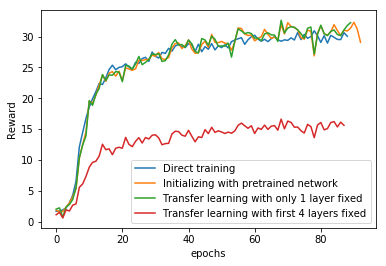 Reward
30
25
20
15
10
5
0
0
20
40
60
80
epochs
Direct training
Initializing with pretrained network
Transfer learning with only 1 layer fixed
Transfer learning with first 4 layers fixed